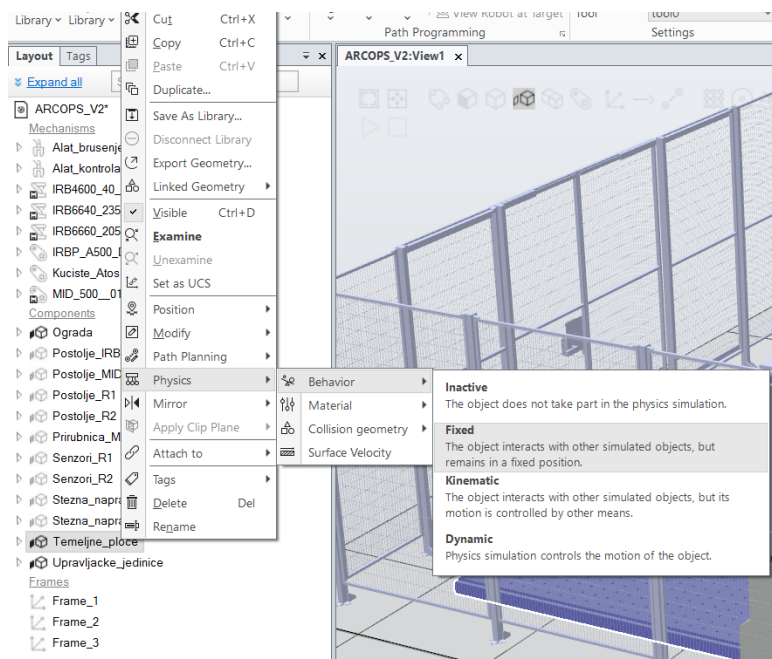 Library Library
View Robot at Target Tool tool0
Path Programming Settings
Layout Tags
ARCOPS_V2:View1
Expand all
ARCOPS_V2*
Mechanisms
Alat_brusenje
Alat_kontrola
IRB4600_40_
IRB6640_235
IRB6660_205
IRBP_A500_
Kuciste_Atos
MID_500__01
Components
Ograda
Postolje_IRB
Postolje_MID
Postolje_R1
Postolje_R2
Prirubnica_M
Senzori_R1
Senzori_R2
Stezna_napra
Stezna_napra
Temeljne_ploce
Upravljacke_jedinice
Frames
Frame_1
Frame_2
Frame_3
Cut Ctrl+X
Copy Ctrl+C
Paste Ctrl+V
Duplicate...
Save As Library...
Disconnect Library
Export Geometry...
Linked Geometry
Visible Ctrl+D
Examine
Unexamine
Set as UCS
Position
Modify
Path Planning
Physics
Mirror
Apply Clip Plane
Attach to
Tags
Delete Del
Rename
Behavior
Material
Collision geometry
Surface Velocity
Inactive
The object does not take part in the physics simulation.
Fixed
The object interacts with other simulated objects, but
remains in a fixed position.
Kinematic
The object interacts with other simulated objects, but its
motion is controlled by other means.
Dynamic
Physics simulation controls the motion of the object.